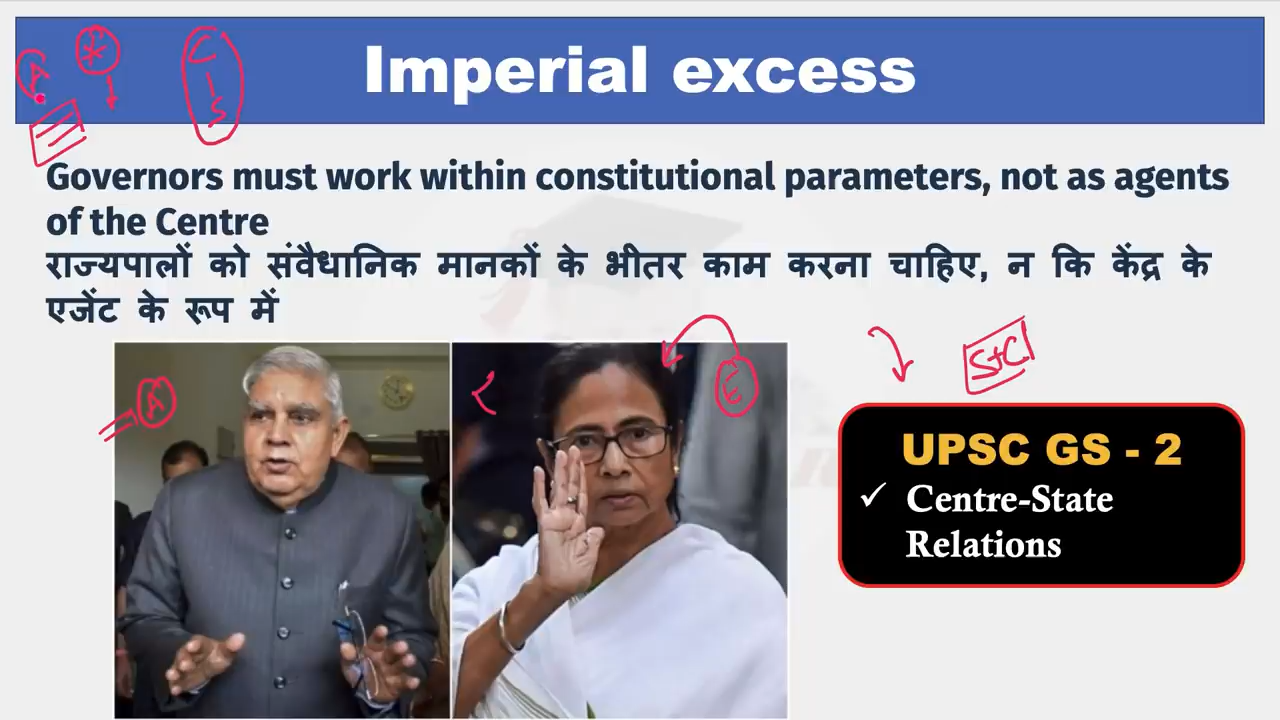 Imperial excess
A
C
S
Governors must work within constitutional parameters, not as agents
of the Centre
राज्यपालों को संवैधानिक मानकों के भीतर काम करना चाहिए, न कि केंद्र के
एजेंट के रूप में
A
E
S+C
UPSC GS - 2
✓ Centre-State
Relations